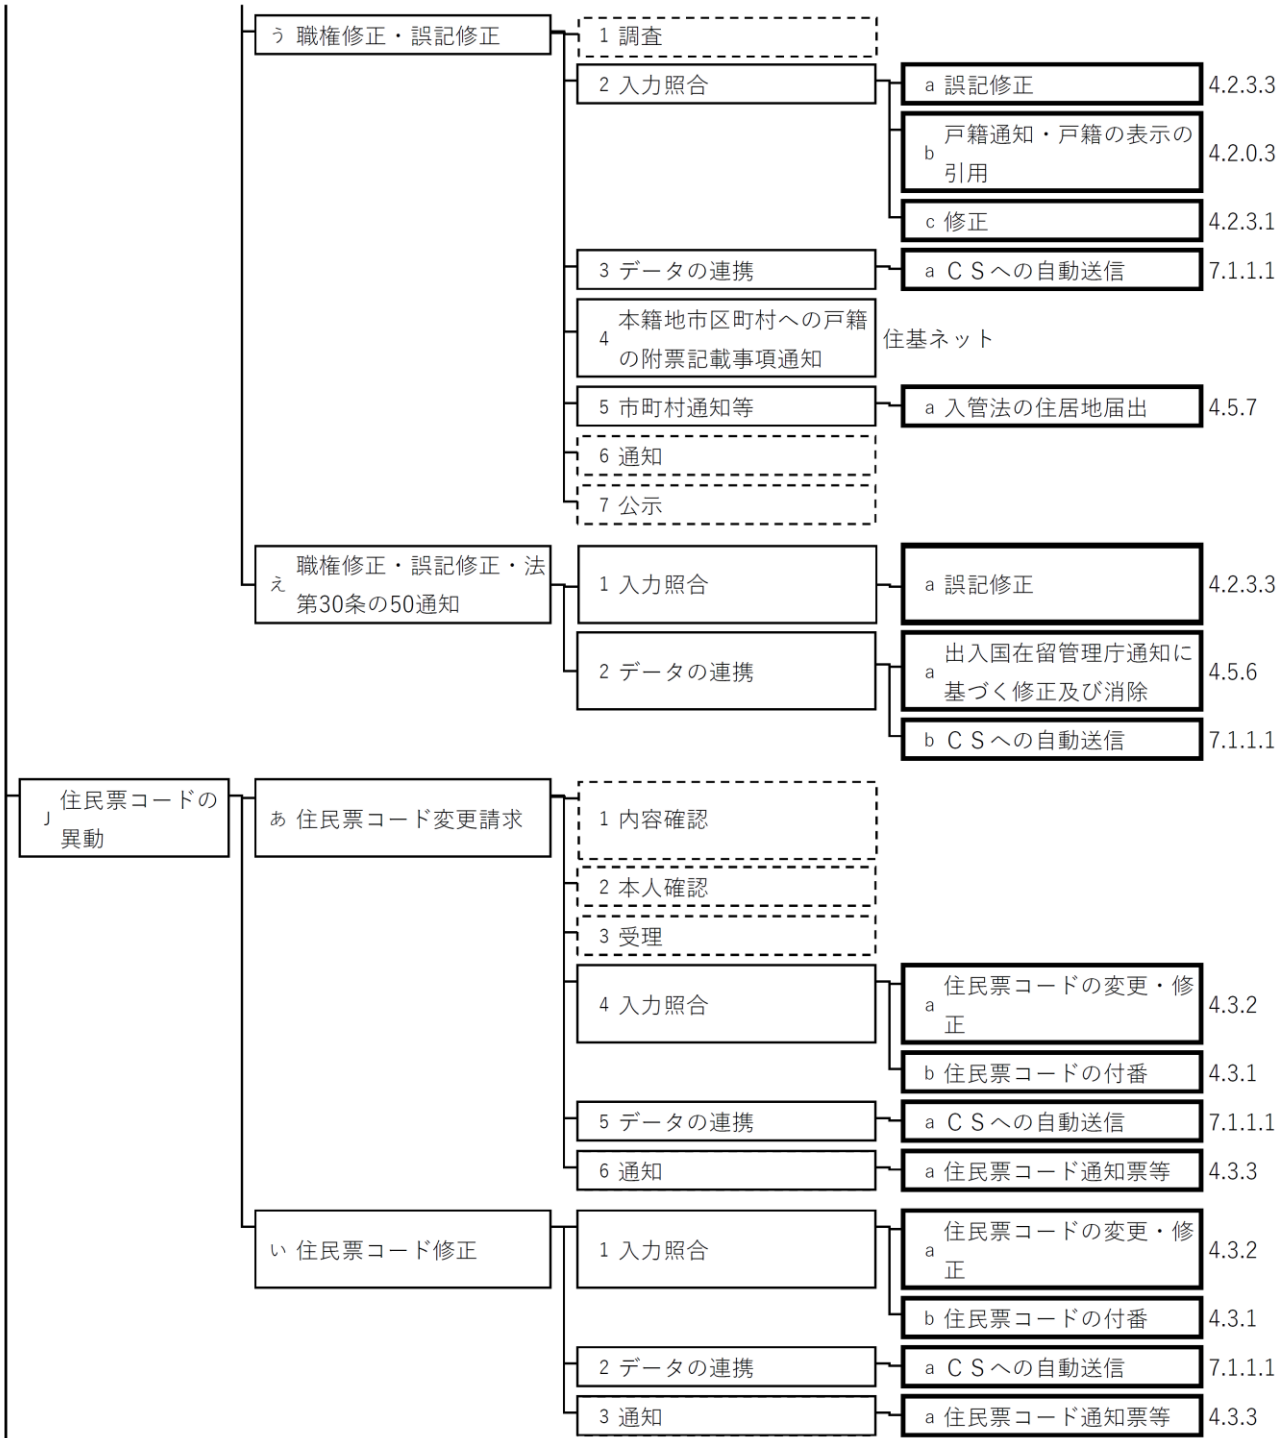 う 職権修正・誤記修正
1 調査
2 入力照合
a 誤記修正 4.2.3.3
b 戸籍通知・戸籍の表示の
引用 4.2.0.3
c 修正 4.2.3.1
3 データの連携
a ＣＳへの自動送信 7.1.1.1
4 本籍地市区町村への戸籍
の附票記載事項通知
住基ネット
5 市町村通知等
a 入管法の住居地届出 4.5.7
6 通知
7 公示
え 職権修正・誤記修正・法
第30条の50通知
1 入力照合
a 誤記修正 4.2.3.3
2 データの連携
a 出入国在留管理庁通知に
基づく修正及び消除 4.5.6
b ＣＳへの自動送信 7.1.1.1
J 住民票コードの
異動
あ 住民票コード変更請求
1 内容確認
2 本人確認
3 受理
4 入力照合
a 住民票コードの変更・修
正 4.3.2
b 住民票コードの付番 4.3.1
5 データの連携
a ＣＳへの自動送信 7.1.1.1
6 通知
a 住民票コード通知票等 4.3.3
い 住民票コード修正
1 入力照合
a 住民票コードの変更・修
正 4.3.2
b 住民票コードの付番 4.3.1
2 データの連携
a ＣＳへの自動送信 7.1.1.1
3 通知
a 住民票コード通知票等 4.3.3